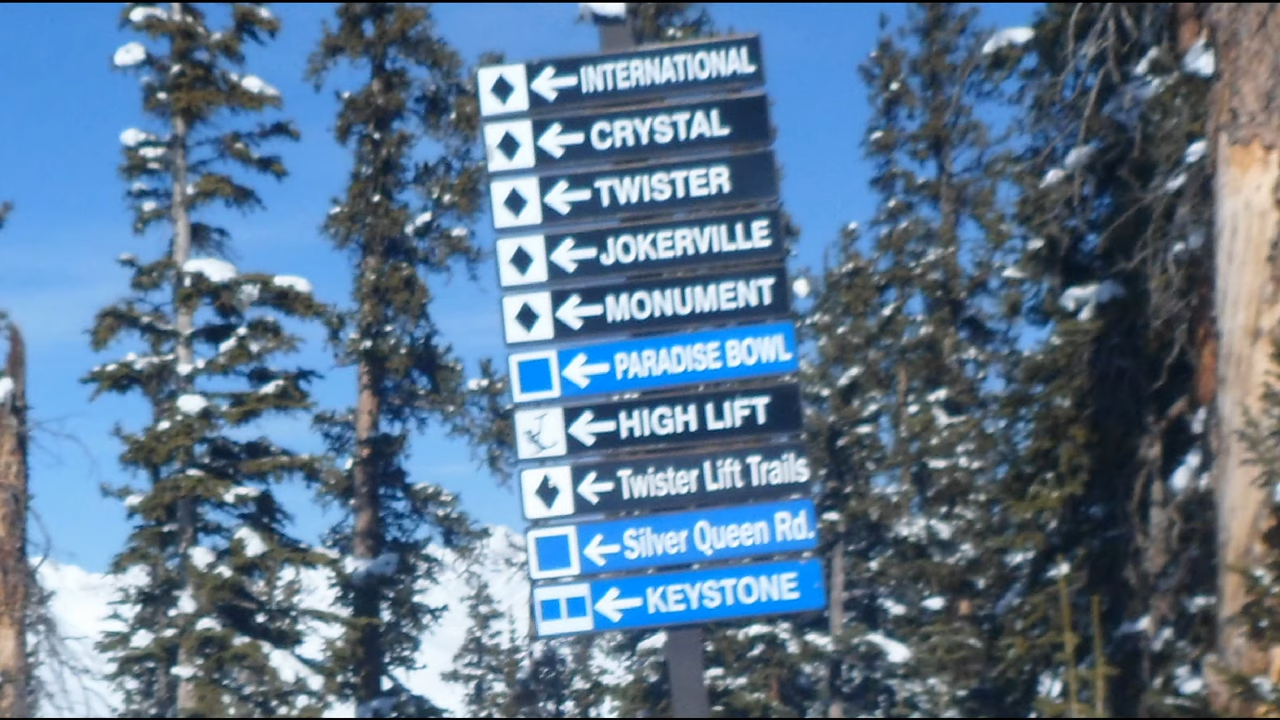 INTERNATIONAL
CRYSTAL
TWISTER
JOKERVILLE
MONUMENT
PARADISE BOWL
HIGH LIFT
Twister Lift Trails
Silver Queen Rd.
KEYSTONE